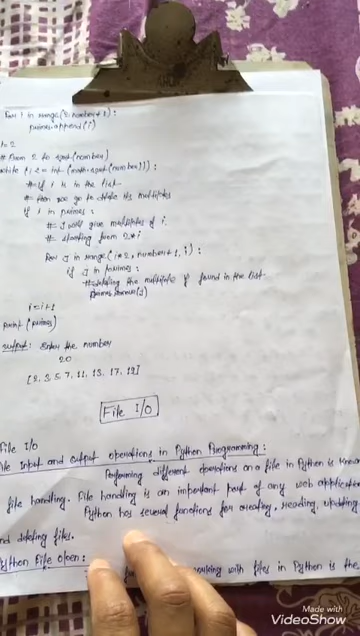 For i in range(2, number+1):
primes.append(i)
i=2
# From 2 to sqrt(number)
while (i <= int (math.sqrt(number))):
# If i is in the list
# then we go to delete its multiples
if i in primes :
# J will give multiples of i.
# starting from 2*i
For J in range (i*2, number+1, i) :
if J in primes :
# deleting the multiple if found in the list
primes.remove(J)
i=i+1
print (primes)
output: Enter the number
20
[2, 3, 5, 7, 11, 13, 17, 19]
File I/O
File I/O
File Input and output operations in Python Programming :
Performing different operations on a file in Python is known
file handling. File handling is an important part of any web application
Python has several functions for creating, reading, updating
and deleting files.
Python File open :
working with files in Python is the
Made with
VideoShow